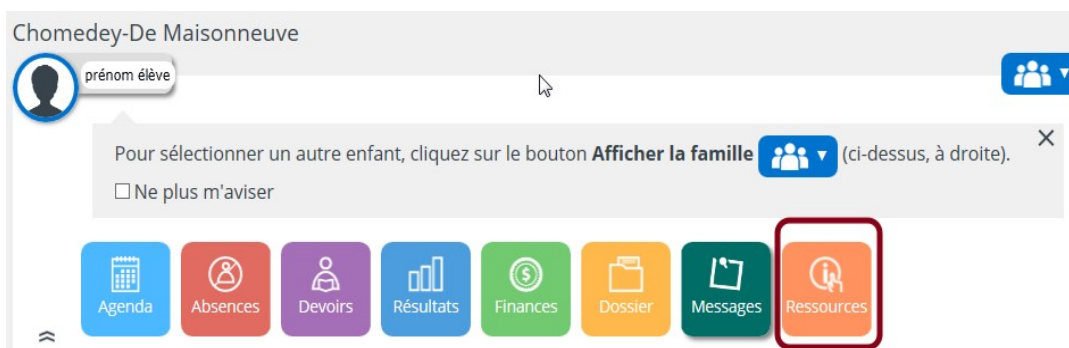 Chomedey-De Maisonneuve
prénom élève
Pour sélectionner un autre enfant, cliquez sur le bouton Afficher la famille (ci-dessus, à droite).
Ne plus m'aviser
Agenda Absences Devoirs Résultats Finances Dossier Messages Ressources